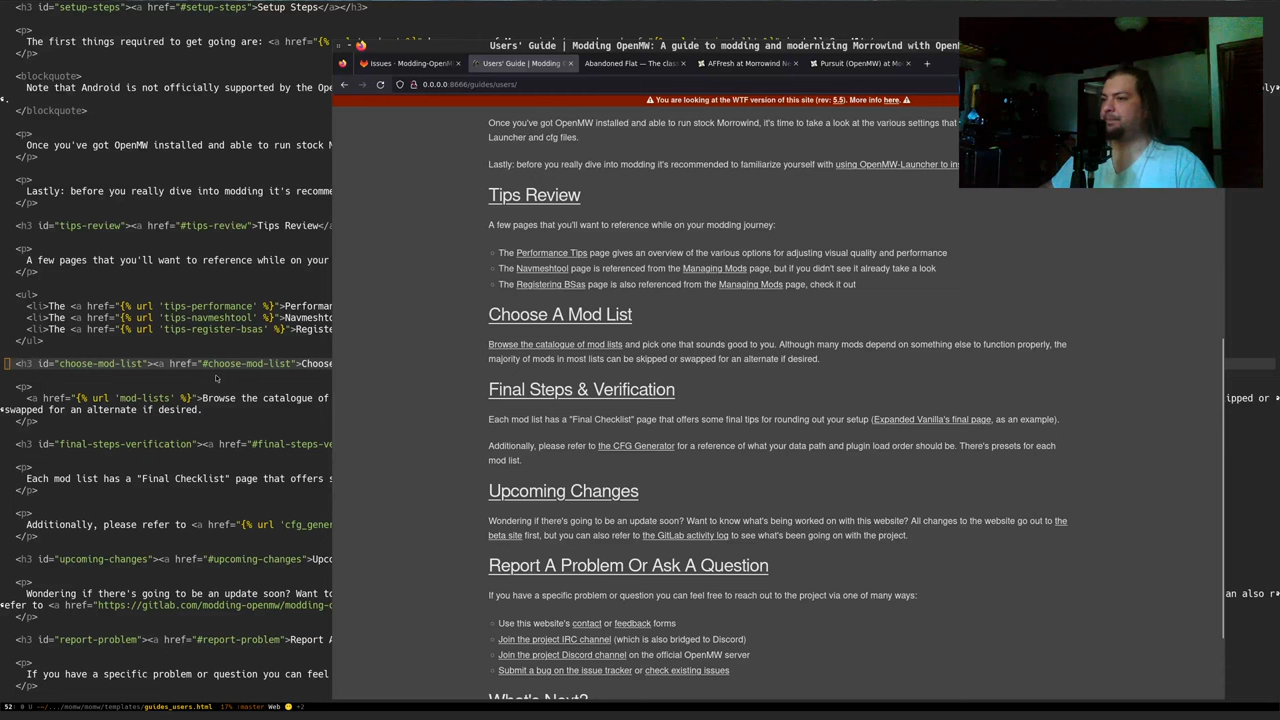 <h3 id="setup-steps"><a href="#setup-steps">Setup Steps</a></h3>
<p>
The first things required to get going are: <a href="{%
</p>
<blockquote>
Note that Android is not officially supported by the Ope
</blockquote>
<p>
Once you've got OpenMW installed and able to run stock M
</p>
<p>
Lastly: before you really dive into modding it's recomme
</p>
<h3 id="tips-review"><a href="#tips-review">Tips Review</a
<p>
A few pages that you'll want to reference while on your
</p>
<ul>
<li>The <a href="{% url 'tips-performance' %}">Performan
<li>The <a href="{% url 'tips-navmeshtool' %}">Navmeshto
<li>The <a href="{% url 'tips-register-bsas' %}">Registe
</ul>
<h3 id="choose-mod-list"><a href="#choose-mod-list">Choose
<p>
<a href="{% url 'mod-lists' %}">Browse the catalogue of
swapped for an alternate if desired.
</p>
<h3 id="final-steps-verification"><a href="#final-steps-ve
<p>
Each mod list has a "Final Checklist" page that offers s
</p>
<p>
Additionally, please refer to <a href="{% url 'cfg_gener
</p>
<h3 id="upcoming-changes"><a href="#upcoming-changes">Upco
<p>
Wondering if there's going to be an update soon? Want to
efer to <a href="https://gitlab.com/modding-openmw/modding-o
</p>
<h3 id="report-problem"><a href="#report-problem">Report A
<p>
If you have a specific problem or question you can feel
</p>
52: 0 U ~/.../momw/momw/templates/guides_users.html 17% :master Web +2
Users' Guide | Modding OpenMW: A guide to modding and modernizing Morrowind with OpenM
Issues · Modding-OpenM
Users' Guide | Modding O
Abandoned Flat — The clas
AFFresh at Morrowind Ne
Pursuit (OpenMW) at Mo
0.0.0.0:8666/guides/users/
You are looking at the WTF version of this site (rev: 5.5). More info here.
Once you've got OpenMW installed and able to run stock Morrowind, it's time to take a look at the various settings that
Launcher and cfg files.
Lastly: before you really dive into modding it's recommended to familiarize yourself with using OpenMW-Launcher to ins
Tips Review
A few pages that you'll want to reference while on your modding journey:
The Performance Tips page gives an overview of the various options for adjusting visual quality and performance
The Navmeshtool page is referenced from the Managing Mods page, but if you didn't see it already take a look
The Registering BSAs page is also referenced from the Managing Mods page, check it out
Choose A Mod List
Browse the catalogue of mod lists and pick one that sounds good to you. Although many mods depend on something else to function properly, the
majority of mods in most lists can be skipped or swapped for an alternate if desired.
Final Steps & Verification
Each mod list has a "Final Checklist" page that offers some final tips for rounding out your setup (Expanded Vanilla's final page, as an example).
Additionally, please refer to the CFG Generator for a reference of what your data path and plugin load order should be. There's presets for each
mod list.
Upcoming Changes
Wondering if there's going to be an update soon? Want to know what's being worked on with this website? All changes to the website go out to the
beta site first, but you can also refer to the GitLab activity log to see what's been going on with the project.
Report A Problem Or Ask A Question
If you have a specific problem or question you can feel free to reach out to the project via one of many ways:
Use this website's contact or feedback forms
Join the project IRC channel (which is also bridged to Discord)
Join the project Discord channel on the official OpenMW server
Submit a bug on the issue tracker or check existing issues
What's Next?
ipped or
an also r